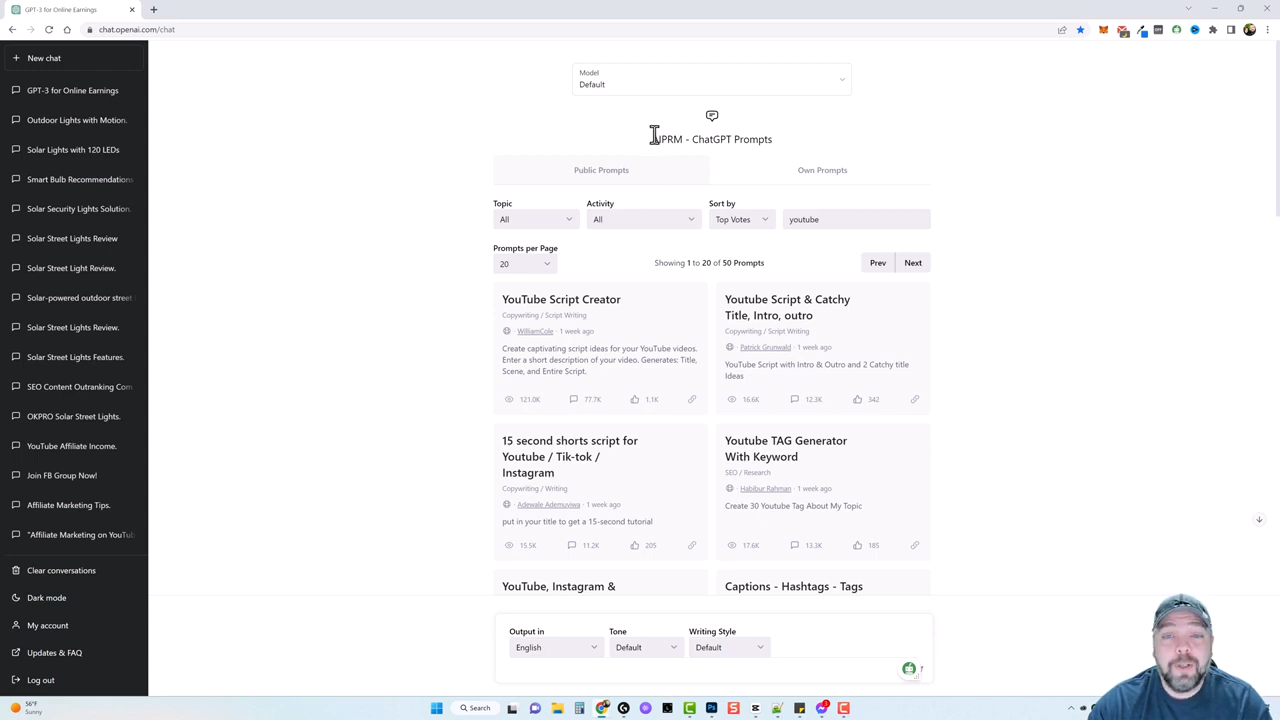 GPT-3 for Online Earnings
chat.openai.com/chat
New chat
GPT-3 for Online Earnings
Outdoor Lights with Motion.
Solar Lights with 120 LEDs
Smart Bulb Recommendations
Solar Security Lights Solution.
Solar Street Lights Review
Solar Street Light Review.
Solar-powered outdoor street
Solar Street Lights Review.
Solar Street Lights Features.
SEO Content Outranking Com
OKPRO Solar Street Lights.
YouTube Affiliate Income.
Join FB Group Now!
Affiliate Marketing Tips.
"Affiliate Marketing on YouTub
Clear conversations
Dark mode
My account
Updates & FAQ
Log out
Model
Default
AIPRM - ChatGPT Prompts
Public Prompts
Own Prompts
Topic
Activity
Sort by
All
All
Top Votes
youtube
Prompts per Page
20
Showing 1 to 20 of 50 Prompts
Prev
Next
YouTube Script Creator
Copywriting / Script Writing
· WilliamCole · 1 week ago
Create captivating script ideas for your YouTube videos.
Enter a short description of your video. Generates: Title,
Scene, and Entire Script.
121.0K 77.7K 1.1K
Youtube Script & Catchy
Title, Intro, outro
Copywriting / Script Writing
· Patrick Grunwald · 1 week ago
YouTube Script with Intro & Outro and 2 Catchy title
Ideas
16.6K 12.3K 342
15 second shorts script for
Youtube / Tik-tok /
Instagram
Copywriting / Writing
· Adewale Ademuyiwa · 1 week ago
put in your title to get a 15-second tutorial
15.5K 11.2K 205
Youtube TAG Generator
With Keyword
SEO / Research
· Habibur Rahman · 1 week ago
Create 30 Youtube Tag About My Topic
17.6K 13.3K 185
YouTube, Instagram &
Captions - Hashtags - Tags
Output in
Tone
Writing Style
English
Default
Default
56°F
Sunny
Search